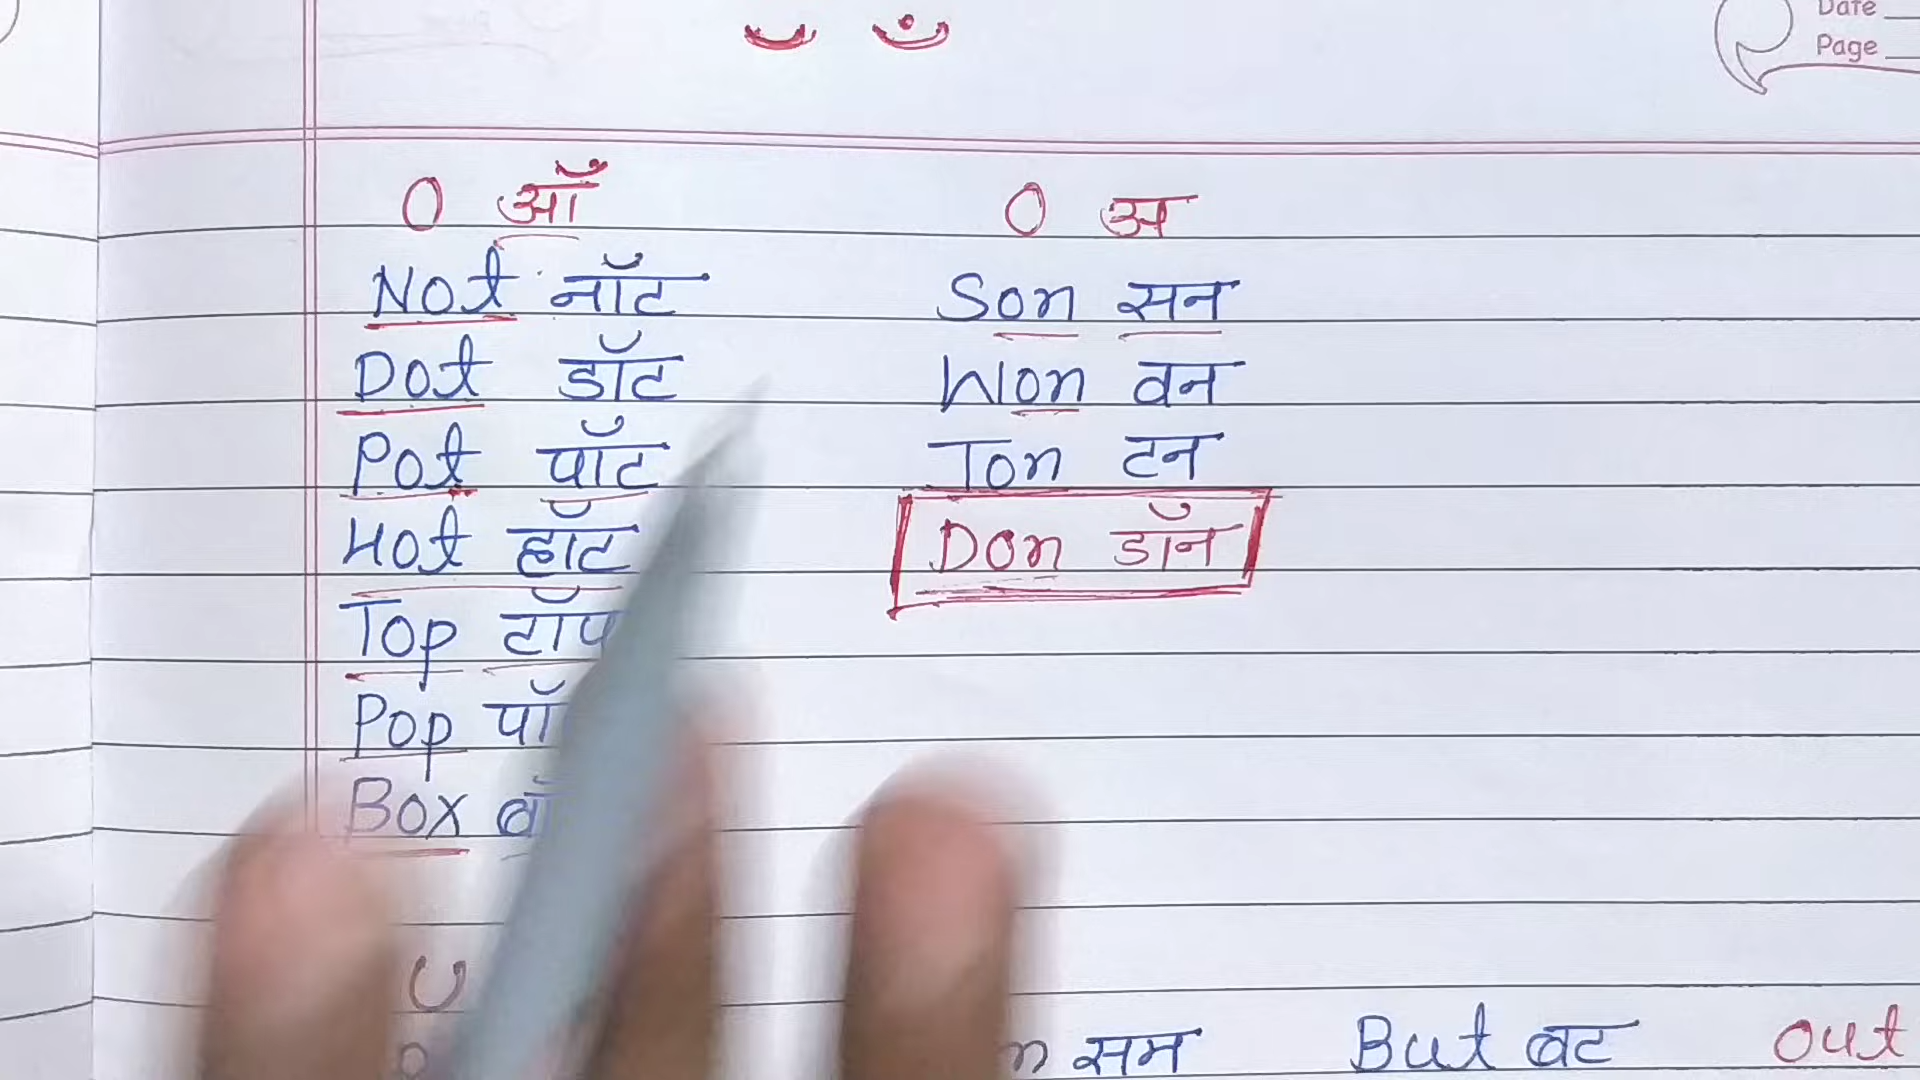 Date
Page
O ऑ
O अ
Not नॉट
Son सन
Dot डॉट
Won वन
Pot पॉट
Ton टन
Hot हॉट
Don डॉन
Top टॉप
Pop
Box
U
सम But बट out